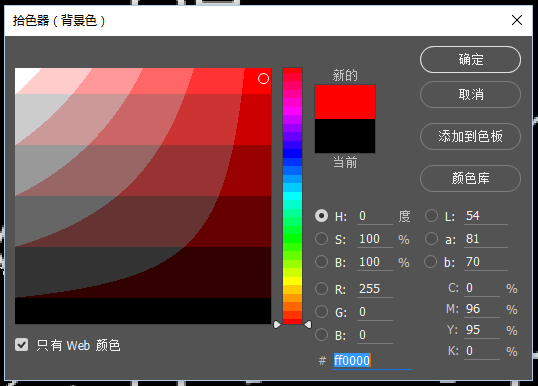 拾色器（背景色）
新的
当前
确定
取消
添加到色板
颜色库
H: 0 度
S: 100 %
B: 100 %
R: 255
G: 0
B: 0
# ff0000
L: 54
a: 81
b: 70
C: 0 %
M: 96 %
Y: 95 %
K: 0 %
只有 Web 颜色